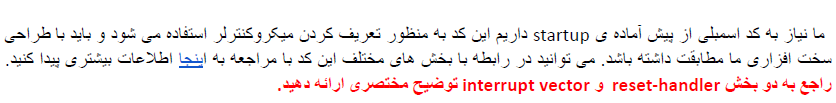 ما نیاز به کد اسمبلی از پیش آماده ی startup داریم این کد به منظور تعریف کردن میکروکنترلر استفاده می شود و باید با طراحی
سخت افزاری ما مطابقت داشته باشد. می توانید در رابطه با بخش های مختلف این کد با مراجعه به اینجا اطلاعات بیشتری پیدا کنید.
راجع به دو بخش reset-handler و interrupt vector توضیح مختصری ارائه دهید.